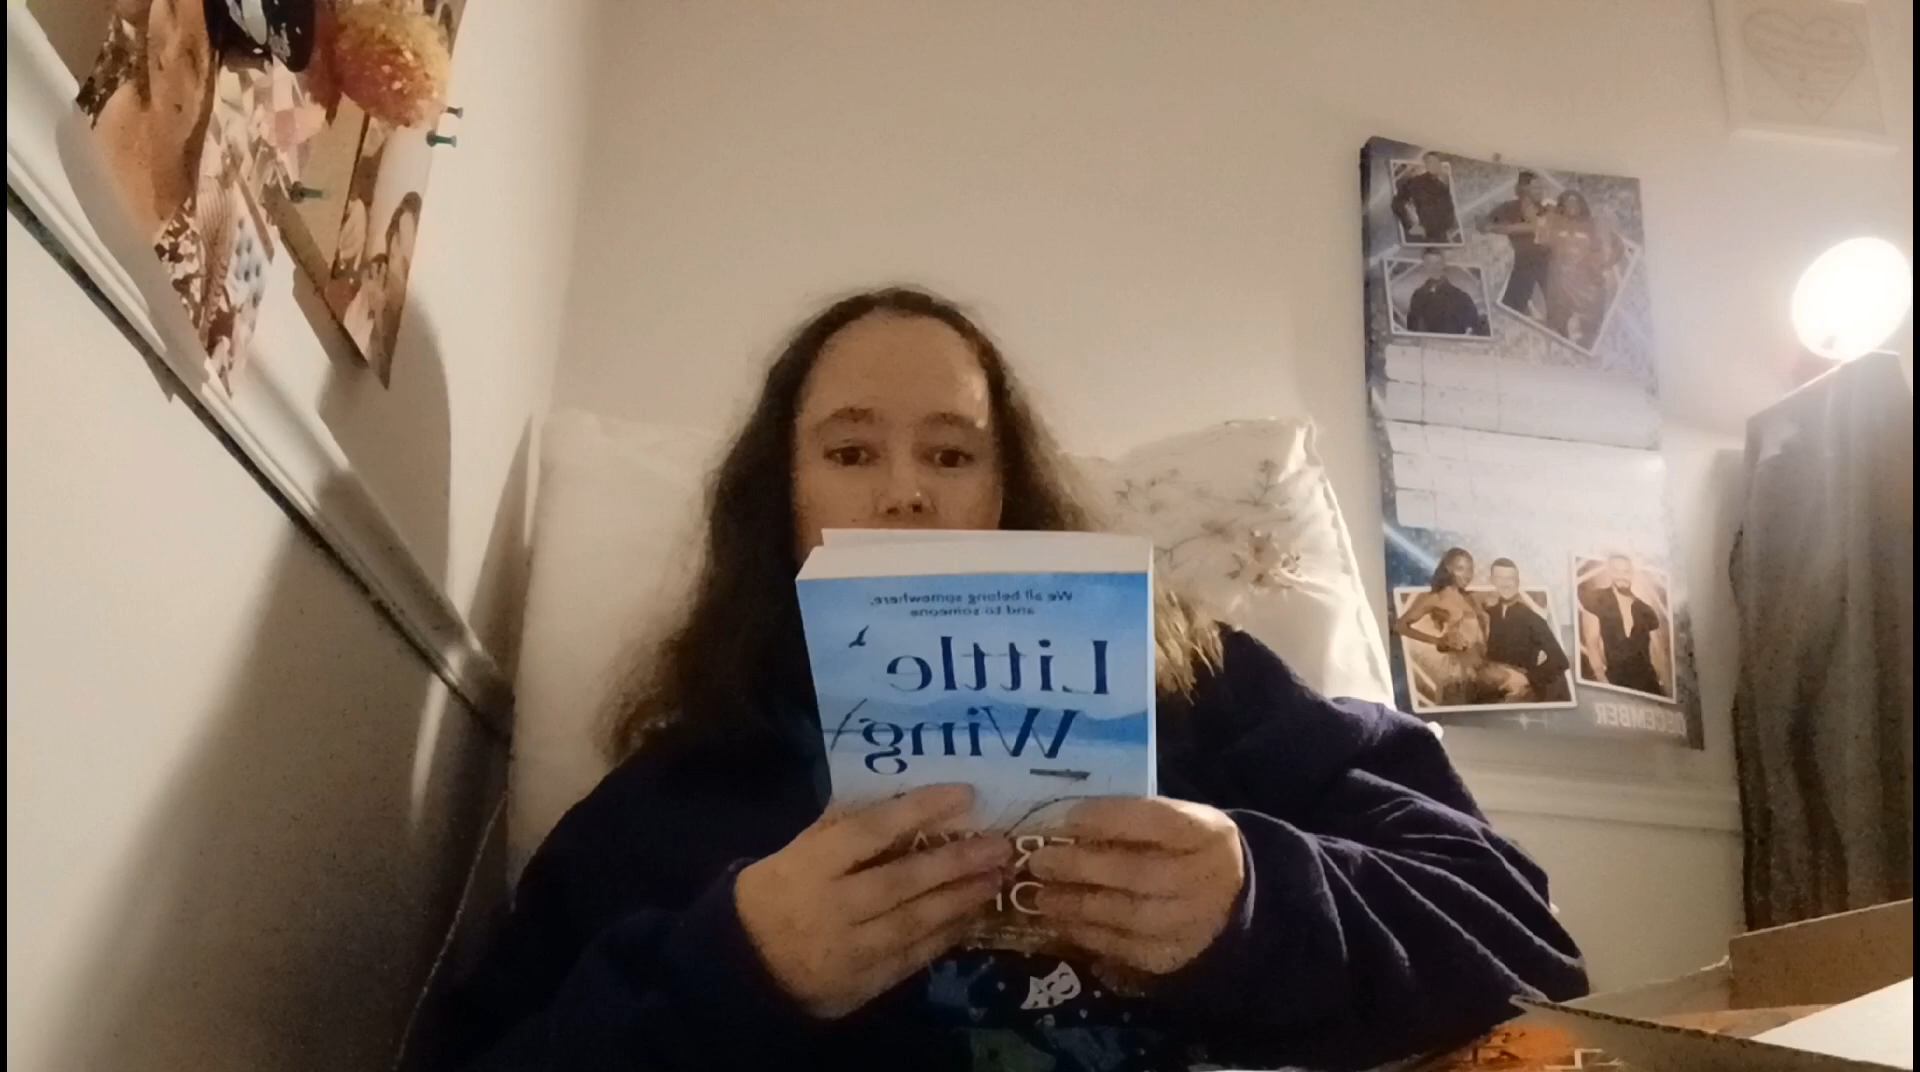 We all belong somewhere,
and to someone
Little
Wing
DECEMBER